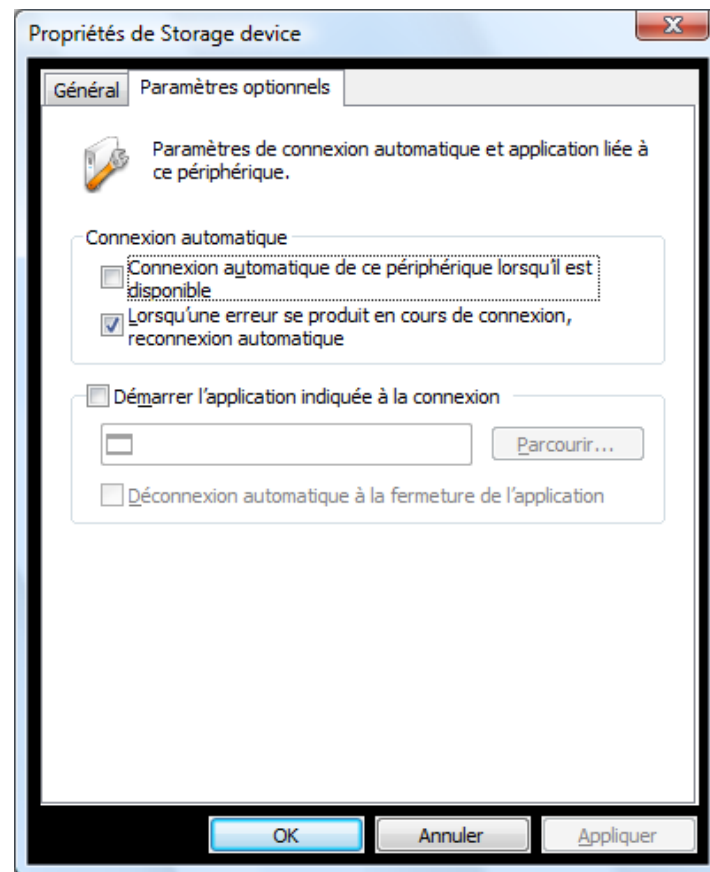 Propriétés de Storage device
Général
Paramètres optionnels
Paramètres de connexion automatique et application liée à
ce périphérique.
Connexion automatique
Connexion automatique de ce périphérique lorsqu'il est
disponible
Lorsqu'une erreur se produit en cours de connexion,
reconnexion automatique
Démarrer l'application indiquée à la connexion
Parcourir...
Déconnexion automatique à la fermeture de l'application
OK
Annuler
Appliquer